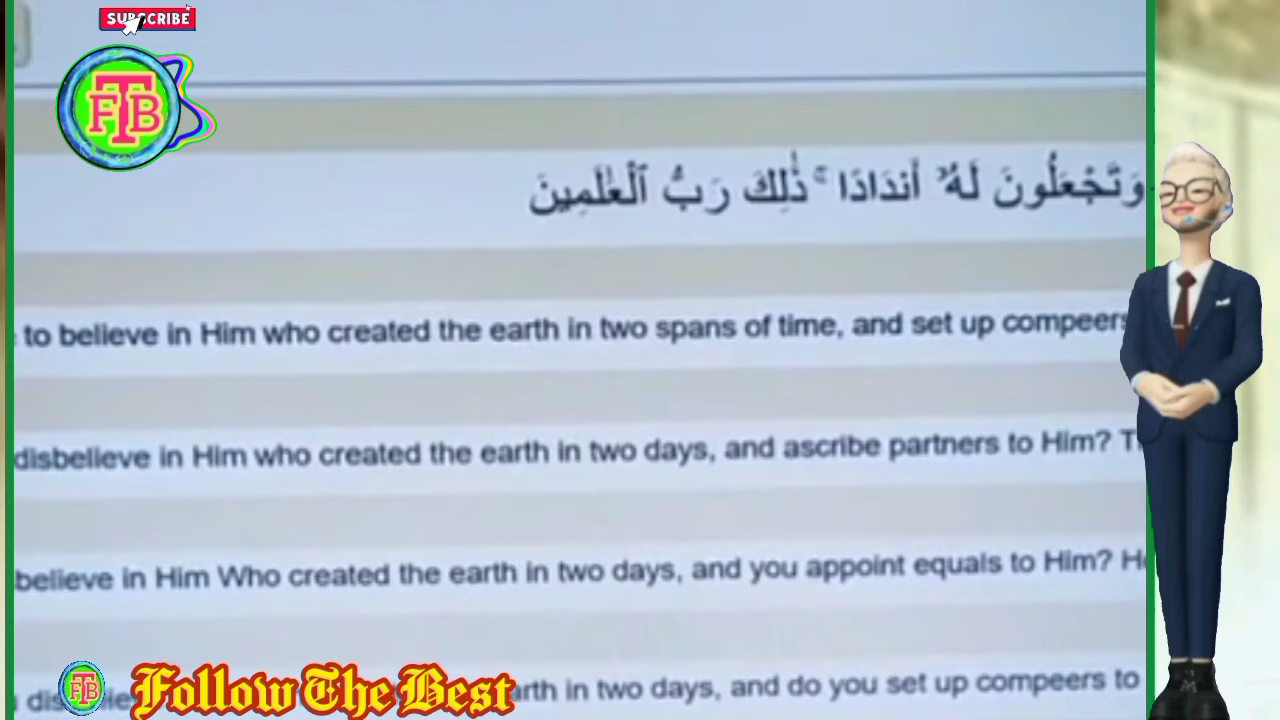 SUBSCRIBE
FTB
وَتَجْعَلُونَ لَهُۥٓ أَندَادًا ۚ ذَٰلِكَ رَبُّ ٱلْعَٰلَمِينَ
to believe in Him who created the earth in two spans of time, and set up compeers
disbelieve in Him who created the earth in two days, and ascribe partners to Him?
believe in Him Who created the earth in two days, and you appoint equals to Him?
in two days, and do you set up compeers to
FTB
Follow The Best